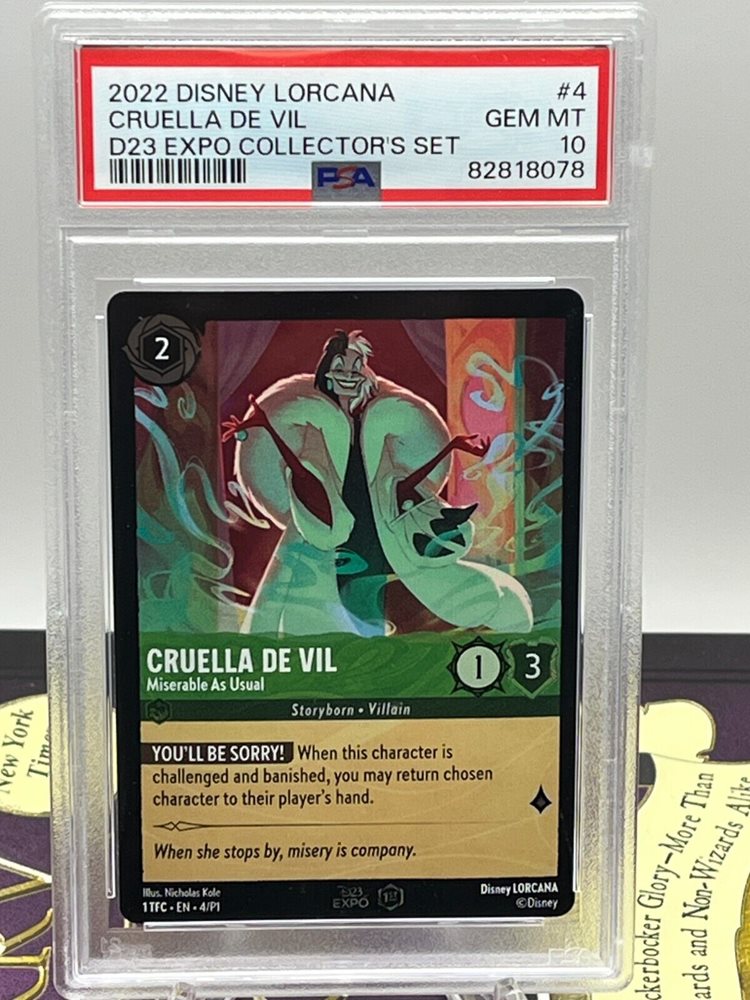 2022 DISNEY LORCANA #4
CRUELLA DE VIL GEM MT
D23 EXPO COLLECTOR'S SET 10
PSA 82818078
2
CRUELLA DE VIL
Miserable As Usual
1 3
Storyborn • Villain
YOU'LL BE SORRY! When this character is
challenged and banished, you may return chosen
character to their player's hand.
When she stops by, misery is company.
Illus. Nicholas Kole
1TFC • EN • 4/P1
D23
EXPO
1ST
Disney LORCANA
©Disney
New York
kerbocker Glory–More Than
ards and Non-Wizards Alike